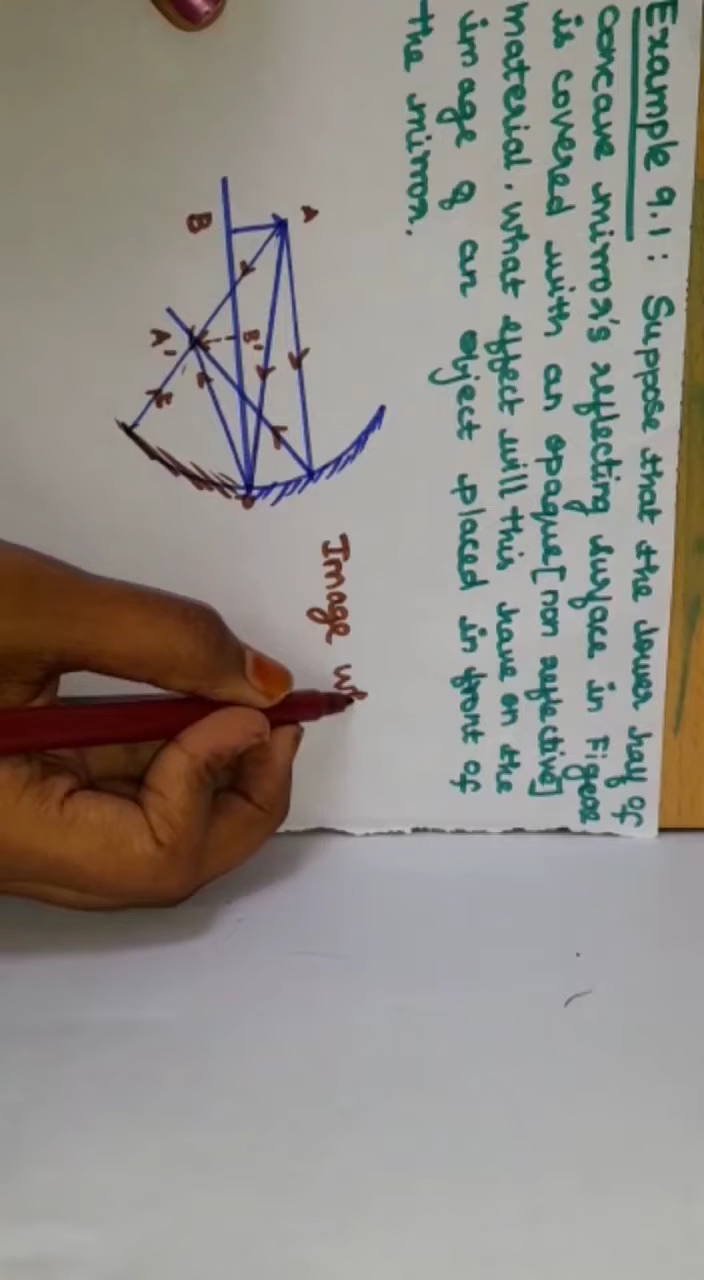 Example 9.1: Suppose that the lower hay of
concave mirror's reflecting surface in Figure
is covered with an opaque[non reflective]
material. What effect will this have on the
image of an object placed in front of
the mirror.
A
B
B'
A'
Image